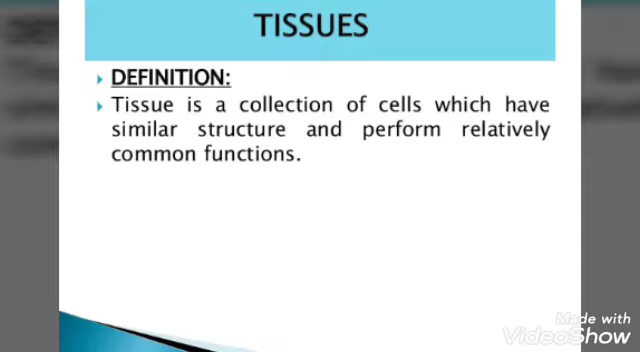 TISSUES
DEFINITION:
Tissue is a collection of cells which have
similar structure and perform relatively
common functions.
Made with
VideoShow